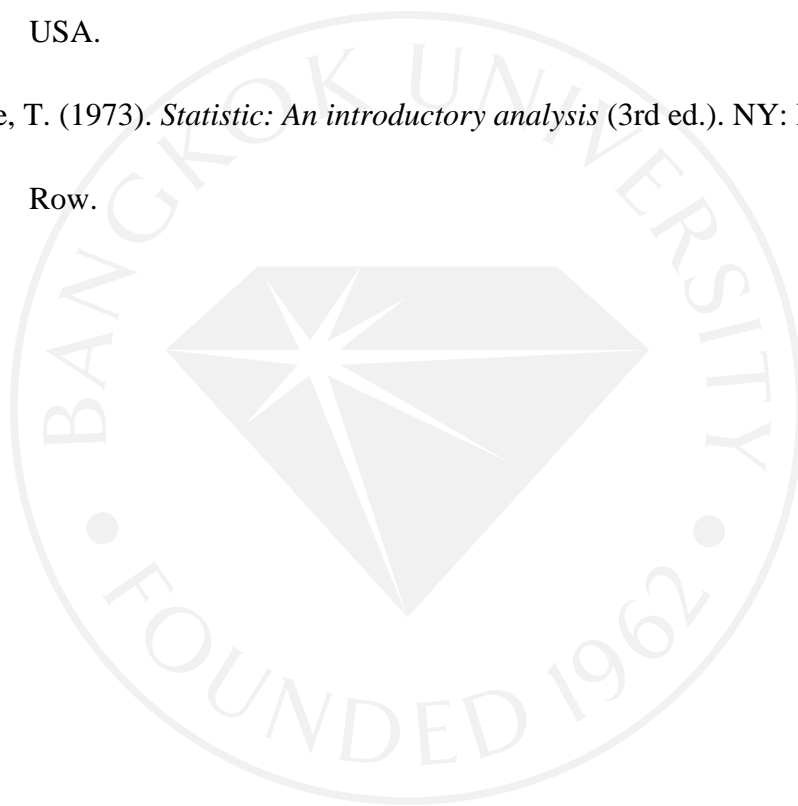 USA.
e, T. (1973). Statistic: An introductory analysis (3rd ed.). NY:
Row.
BANGKOK UNIVERSITY
• FOUNDED 1962 •